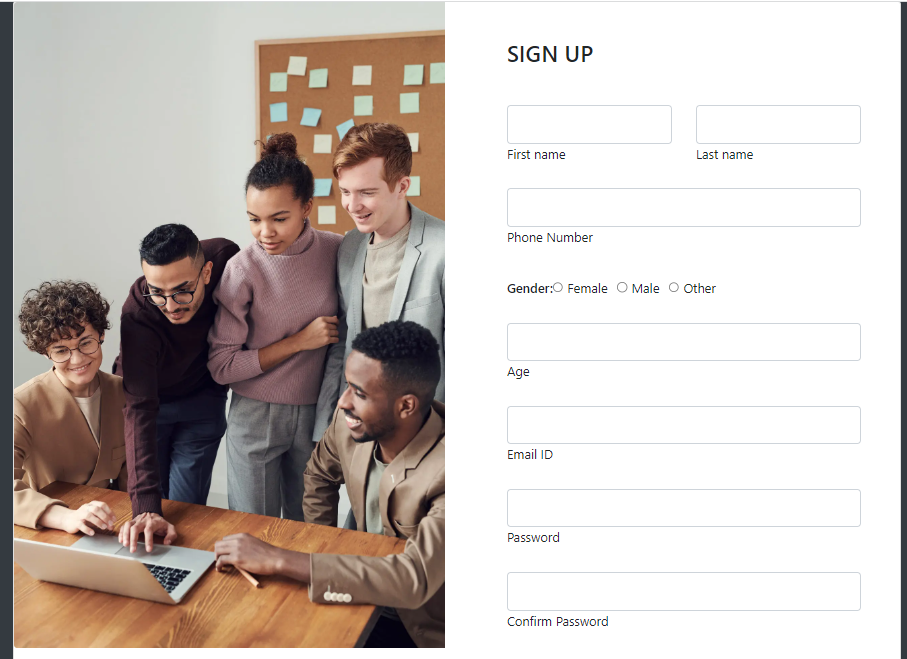 SIGN UP
First name Last name
Phone Number
Gender: Female Male Other
Age
Email ID
Password
Confirm Password